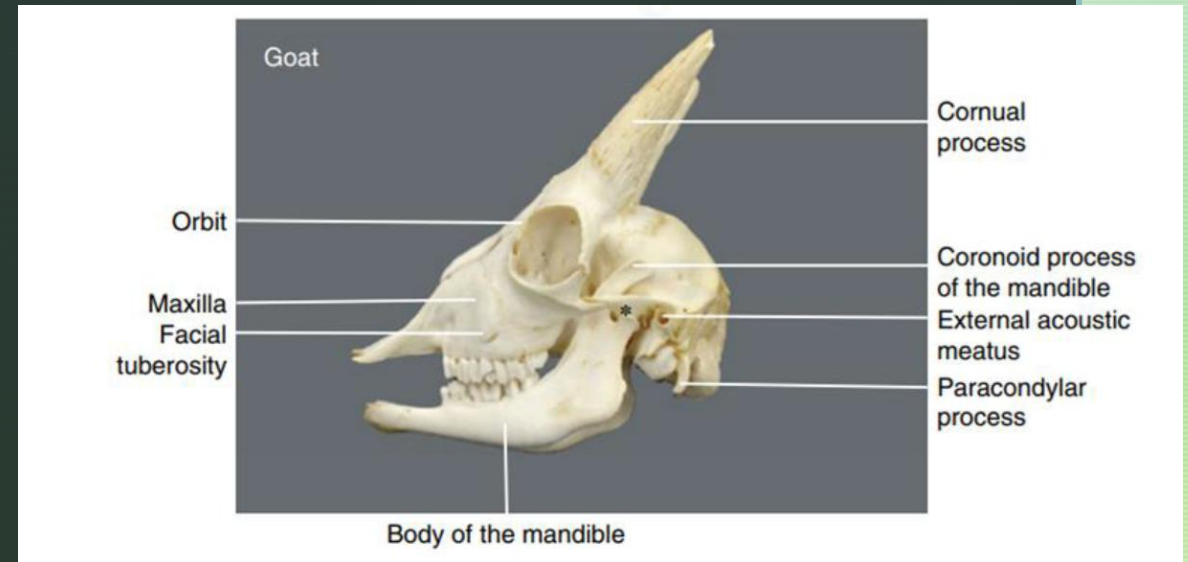 Goat
Cornual
process
Orbit
Coronoid process
of the mandible
Maxilla
External acoustic
meatus
Facial
tuberosity
*
Paracondylar
process
Body of the mandible